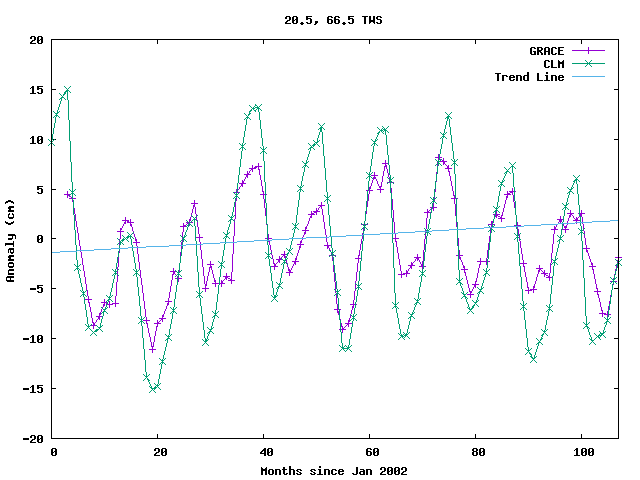 20.5, 66.5 TWS
GRACE
CLM
Trend Line
Anomaly (cm)
20
15
10
5
0
-5
-10
-15
-20
0 20 40 60 80 100
Months since Jan 2002